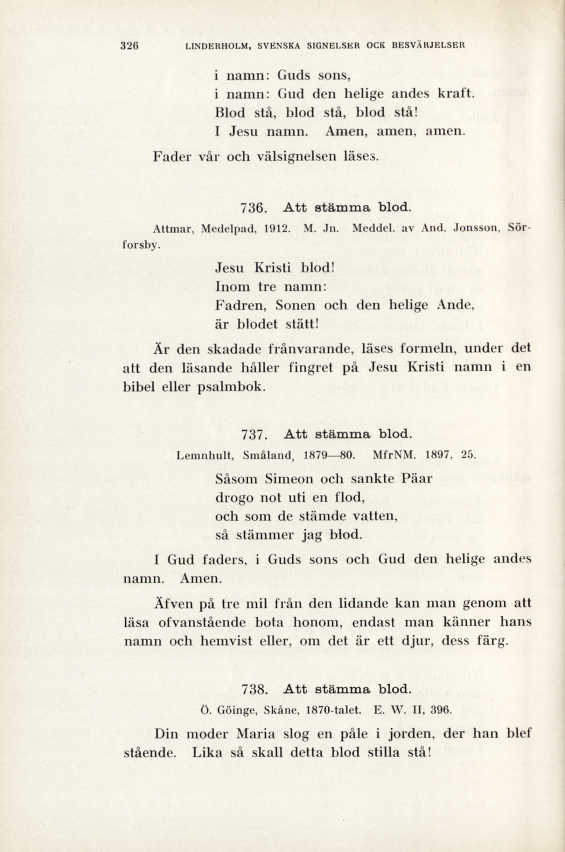 326 LINDERHOLM, SVENSKA SIGNELSER OCK BESVÄRJELSER
i namn: Guds sons,
i namn: Gud den helige andes kraft.
Blod stå, blod stå, blod stå!
I Jesu namn. Amen, amen, amen.
Fader vår och välsignelsen läses.
736. Att stämma blod.
Attmar, Medelpad, 1912. M. Jn. Meddel. av And. Jonsson, Sör-
forsby.
Jesu Kristi blod!
Inom tre namn:
Fadren, Sonen och den helige Ande,
är blodet stätt!
Är den skadade frånvarande, läses formeln, under det
att den läsande håller fingret på Jesu Kristi namn i en
bibel eller psalmbok.
737. Att stämma blod.
Lemnhult, Småland, 1879—80. MfrNM. 1897, 25.
Såsom Simeon och sankte Päar
drogo not uti en flod,
och som de stämde vatten,
så stämmer jag blod.
I Gud faders, i Guds sons och Gud den helige andes
namn. Amen.
Äfven på tre mil från den lidande kan man genom att
läsa ofvanstående bota honom, endast man känner hans
namn och hemvist eller, om det är ett djur, dess färg.
738. Att stämma blod.
Ö. Göinge, Skåne, 1870-talet. E. W. II, 396.
Din moder Maria slog en påle i jorden, der han blef
stående. Lika så skall detta blod stilla stå!